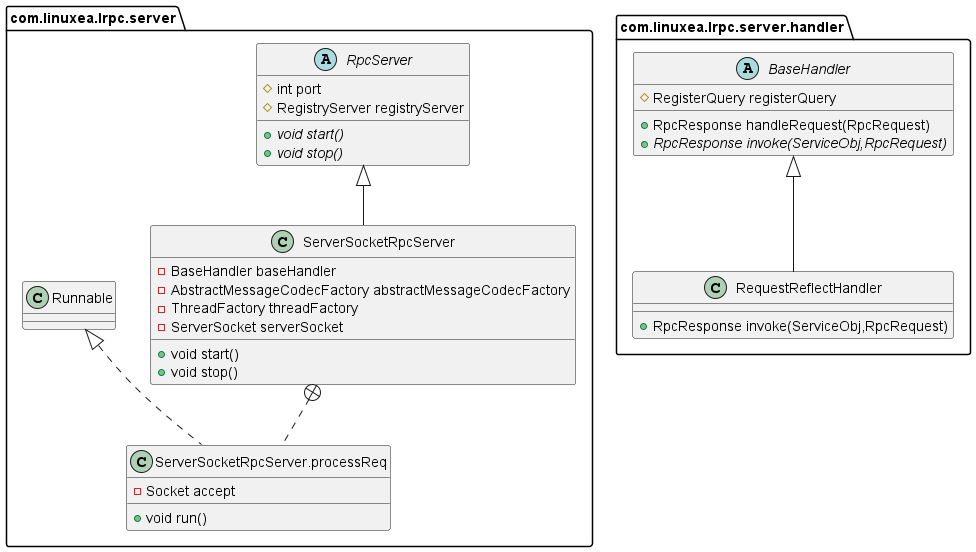 com.linuxea.lrpc.server
A RpcServer
int port
RegistryServer registryServer
void start()
void stop()
C ServerSocketRpcServer
BaseHandler baseHandler
AbstractMessageCodecFactory abstractMessageCodecFactory
ThreadFactory threadFactory
ServerSocket serverSocket
void start()
void stop()
C Runnable
C ServerSocketRpcServer.processReq
Socket accept
void run()
com.linuxea.lrpc.server.handler
A BaseHandler
RegisterQuery registerQuery
RpcResponse handleRequest(RpcRequest)
RpcResponse invoke(ServiceObj,RpcRequest)
C RequestReflectHandler
RpcResponse invoke(ServiceObj,RpcRequest)